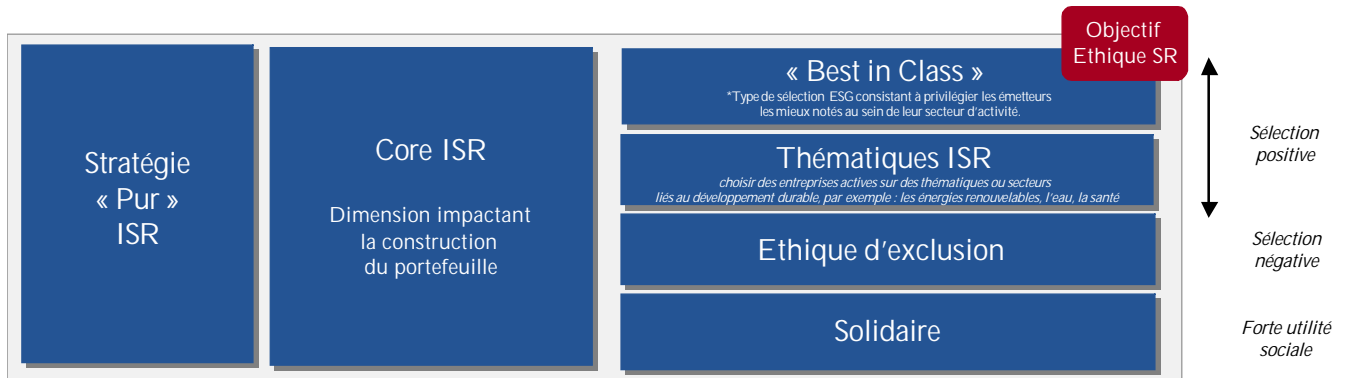 Objectif
Ethique SR
Stratégie
« Pur »
ISR
Core ISR
Dimension impactant
la construction
du portefeuille
« Best in Class »
*Type de sélection ESG consistant à privilégier les émetteurs
les mieux notés au sein de leur secteur d'activité.
Thématiques ISR
choisir des entreprises actives sur des thématiques ou secteurs
liés au développement durable, par exemple : les énergies renouvelables, l'eau, la santé
Ethique d'exclusion
Solidaire
Sélection
positive
Sélection
négative
Forte utilité
sociale